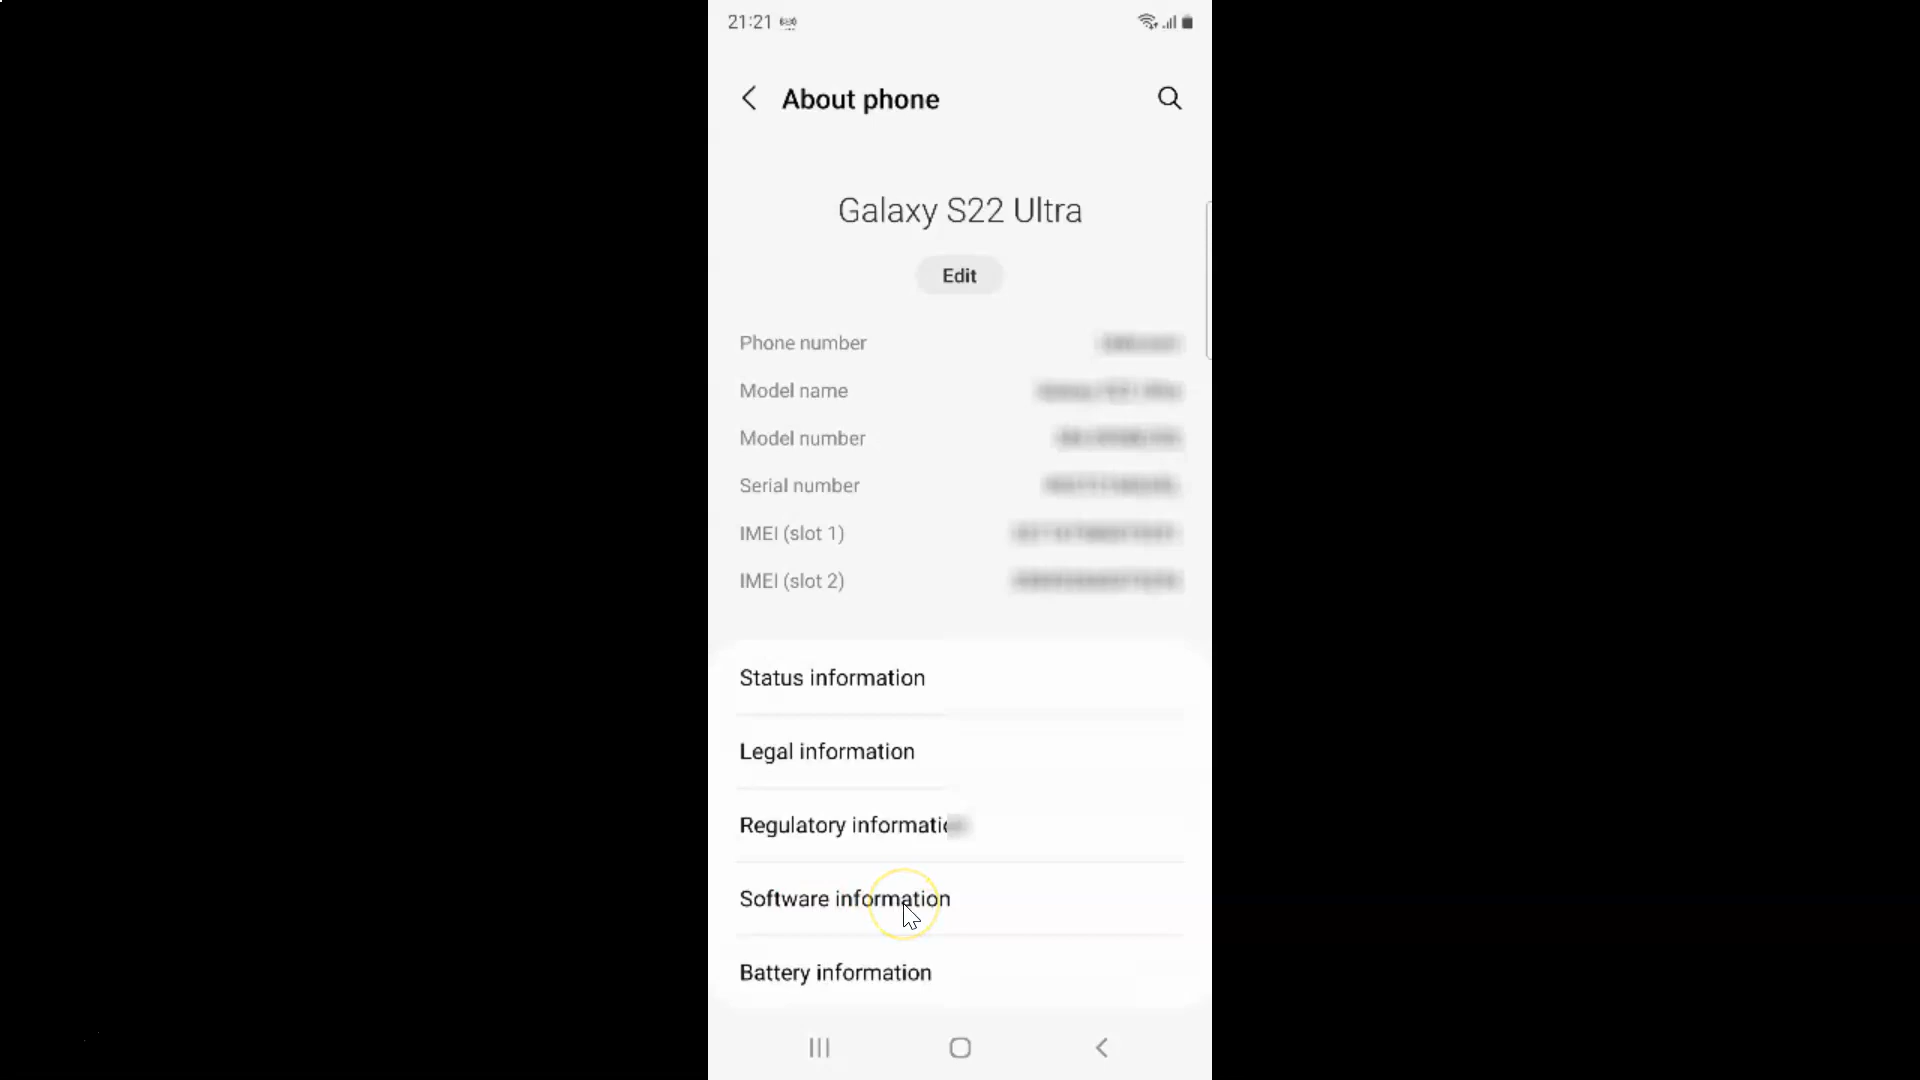 21:21
About phone
Galaxy S22 Ultra
Edit
Phone number
Model name
Model number
Serial number
IMEI (slot 1)
IMEI (slot 2)
Status information
Legal information
Regulatory
Software information
Battery information